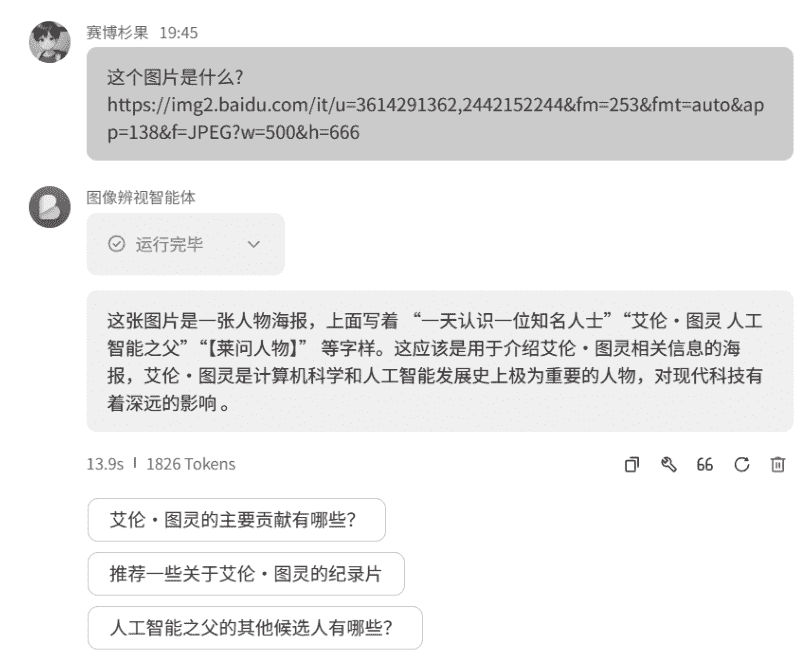 赛博杉果 19:45
这个图片是什么?
https://img2.baidu.com/it/u=3614291362,2442152244&fm=253&fmt=auto&ap
p=138&f=JPEG?w=500&h=666
图像辨视智能体
运行完毕
这张图片是一张人物海报，上面写着 “一天认识一位知名人士” “艾伦·图灵 人工
智能之父” “【莱问人物】” 等字样。这应该是用于介绍艾伦·图灵相关信息的海
报，艾伦·图灵是计算机科学和人工智能发展史上极为重要的人物，对现代科技有
着深远的影响 。
13.9s | 1826 Tokens
艾伦·图灵的主要贡献有哪些?
推荐一些关于艾伦·图灵的纪录片
人工智能之父的其他候选人有哪些?